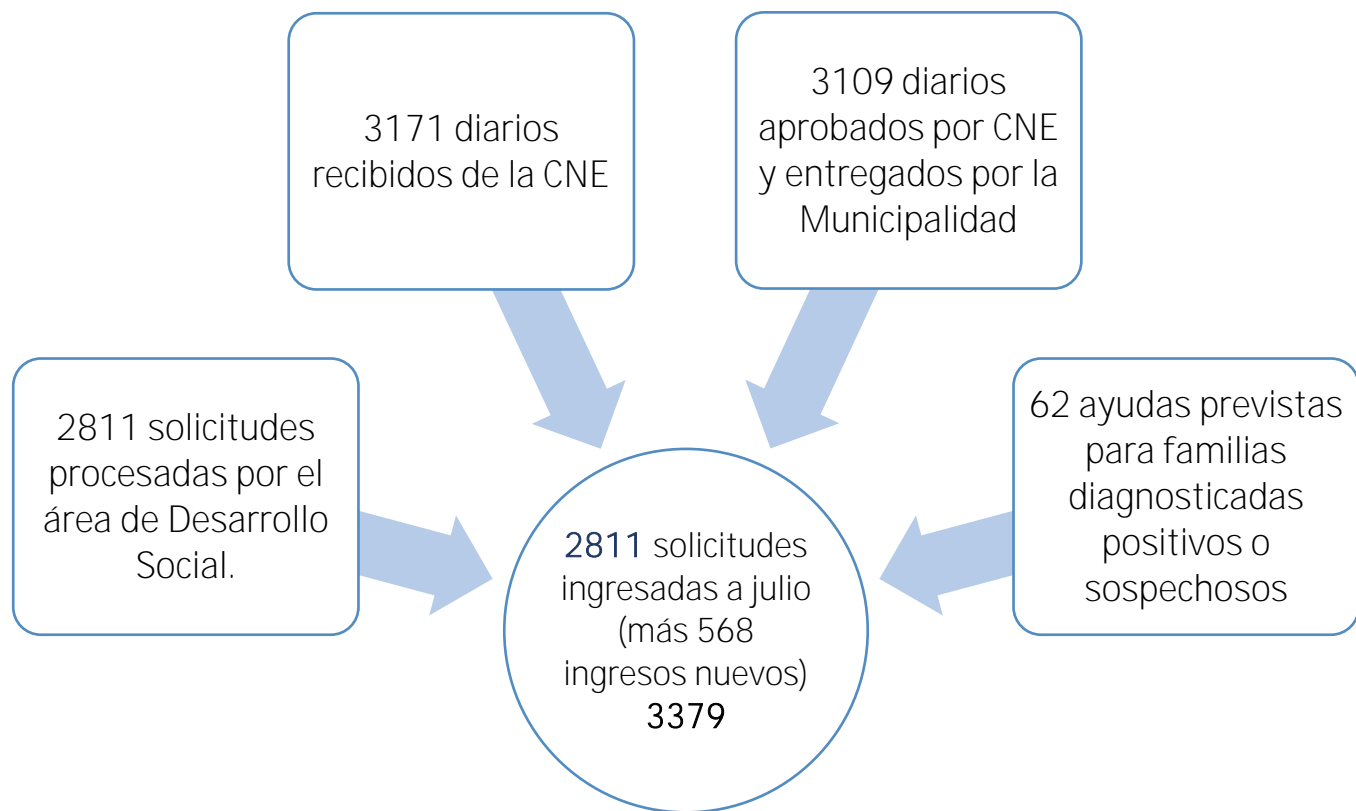 3171 diarios
recibidos de la CNE
3109 diarios
aprobados por CNE
y entregados por la
Municipalidad
2811 solicitudes
procesadas por el
área de Desarrollo
Social.
62 ayudas previstas
para familias
diagnosticadas
positivos o
sospechosos
2811 solicitudes
ingresadas a julio
(más 568
ingresos nuevos)
3379